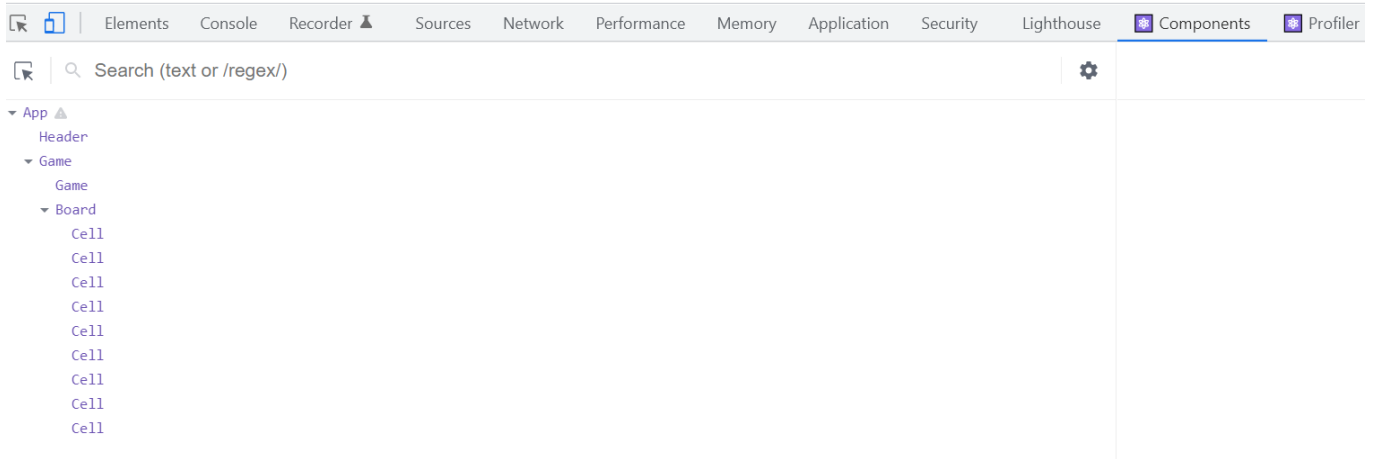 Elements Console Recorder Sources Network Performance Memory Application Security Lighthouse Components Profiler
Search (text or /regex/)
App
Header
Game
Game
Board
Cell
Cell
Cell
Cell
Cell
Cell
Cell
Cell
Cell